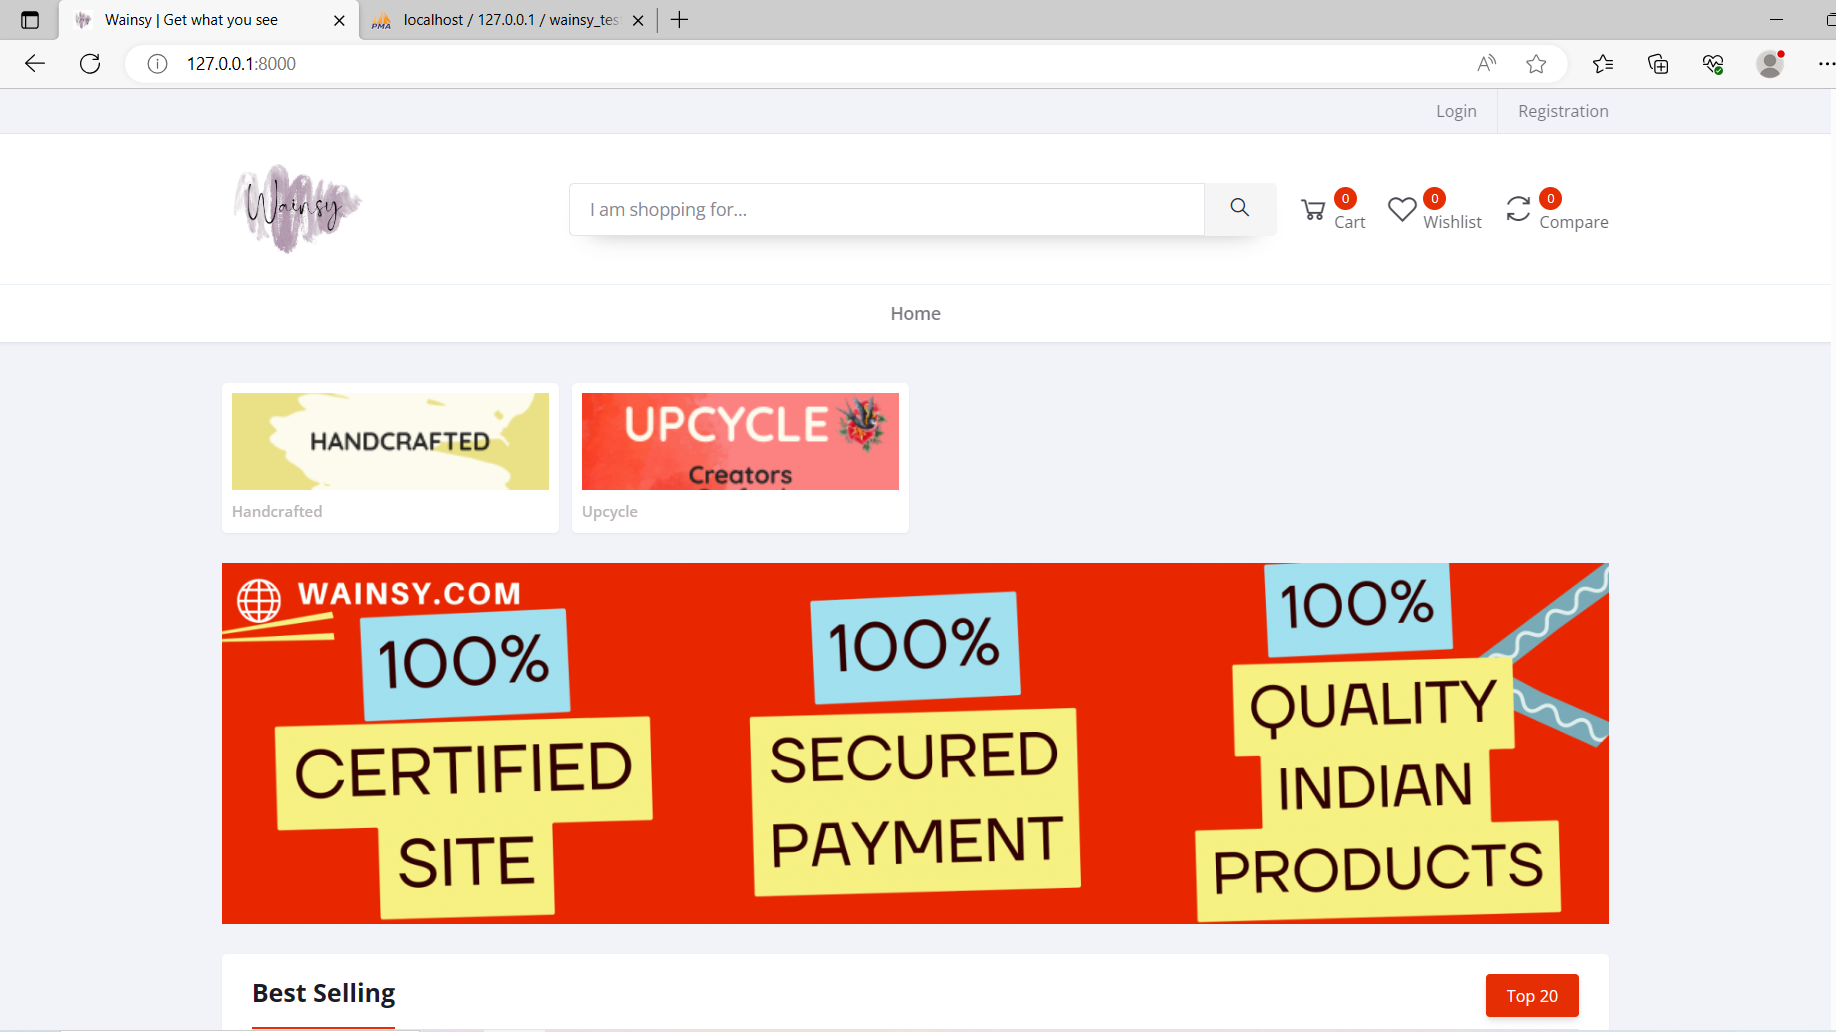 Wainsy | Get what you see
PMA localhost / 127.0.0.1 / wainsy_tes
127.0.0.1:8000
Login
Registration
Wainsy
I am shopping for...
0
Cart
0
Wishlist
0
Compare
Home
HANDCRAFTED
Handcrafted
UPCYCLE
Creators
Upcycle
WAINSY.COM
100%
CERTIFIED
SITE
100%
SECURED
PAYMENT
100%
QUALITY
INDIAN
PRODUCTS
Best Selling
Top 20